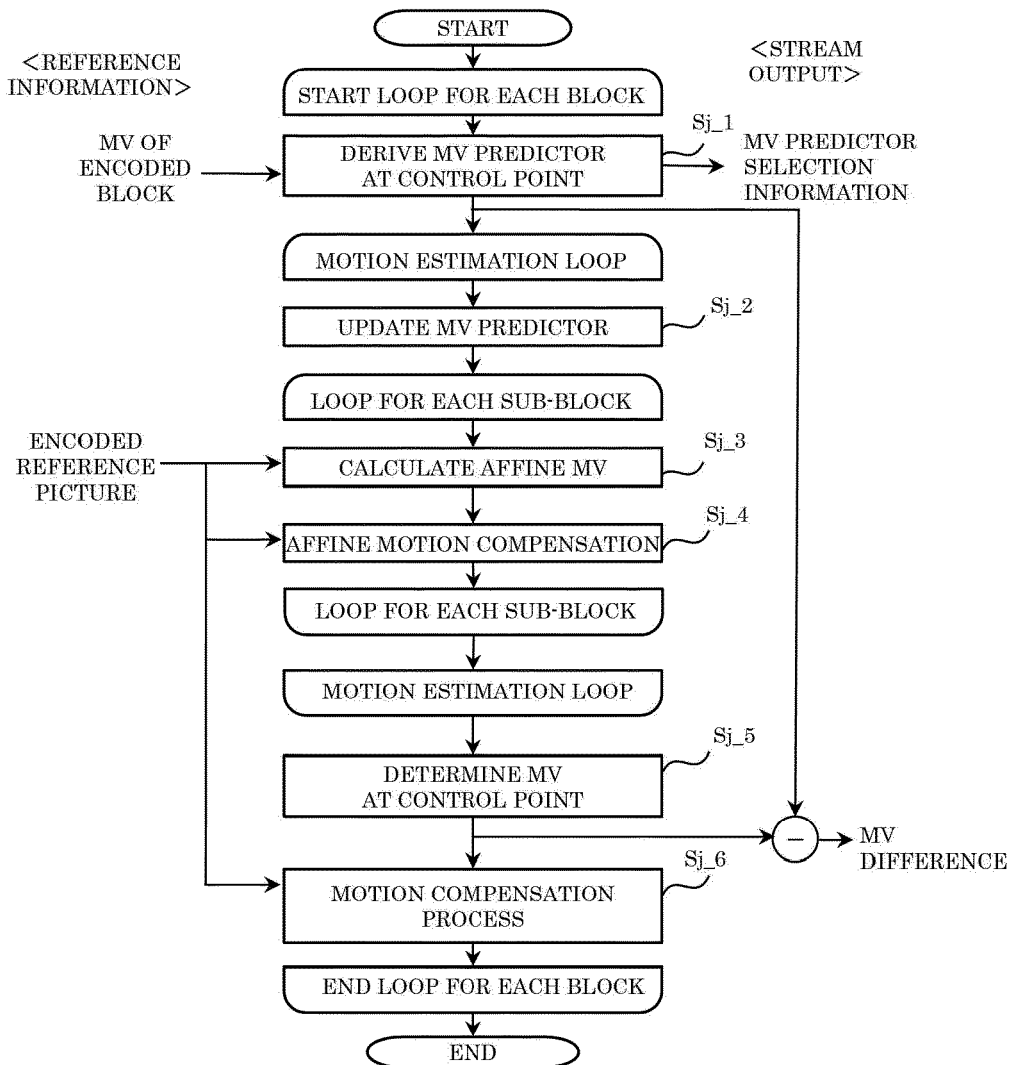 START
<REFERENCE
INFORMATION>
<STREAM
OUTPUT>
START LOOP FOR EACH BLOCK
Sj_1
MV OF
ENCODED
BLOCK
DERIVE MV PREDICTOR
AT CONTROL POINT
MV PREDICTOR
SELECTION
INFORMATION
MOTION ESTIMATION LOOP
Sj_2
UPDATE MV PREDICTOR
LOOP FOR EACH SUB-BLOCK
ENCODED
REFERENCE
PICTURE
Sj_3
CALCULATE AFFINE MV
Sj_4
AFFINE MOTION COMPENSATION
LOOP FOR EACH SUB-BLOCK
MOTION ESTIMATION LOOP
Sj_5
DETERMINE MV
AT CONTROL POINT
−
MV
DIFFERENCE
Sj_6
MOTION COMPENSATION
PROCESS
END LOOP FOR EACH BLOCK
END